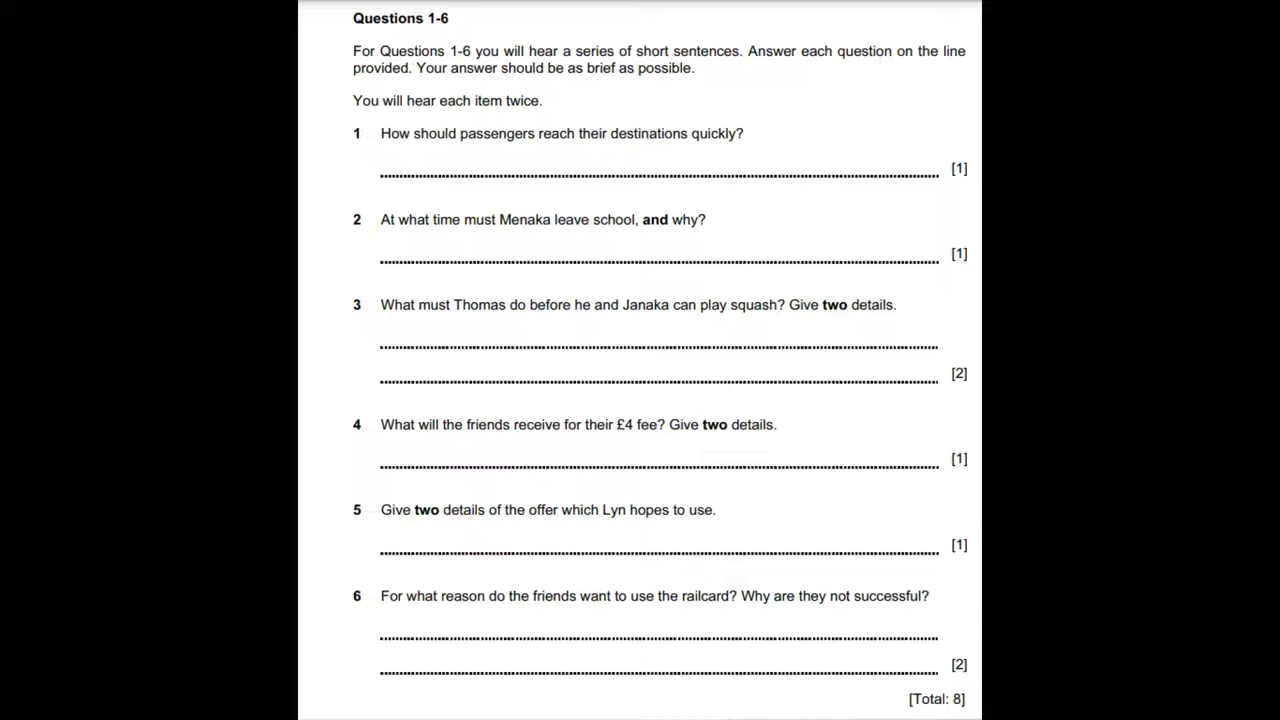 Questions 1-6
For Questions 1-6 you will hear a series of short sentences. Answer each question on the line
provided. Your answer should be as brief as possible.
You will hear each item twice.
1 How should passengers reach their destinations quickly?
[1]
2 At what time must Menaka leave school, and why?
[1]
3 What must Thomas do before he and Janaka can play squash? Give two details.
[2]
4 What will the friends receive for their £4 fee? Give two details.
[1]
5 Give two details of the offer which Lyn hopes to use.
[1]
6 For what reason do the friends want to use the railcard? Why are they not successful?
[2]
[Total: 8]